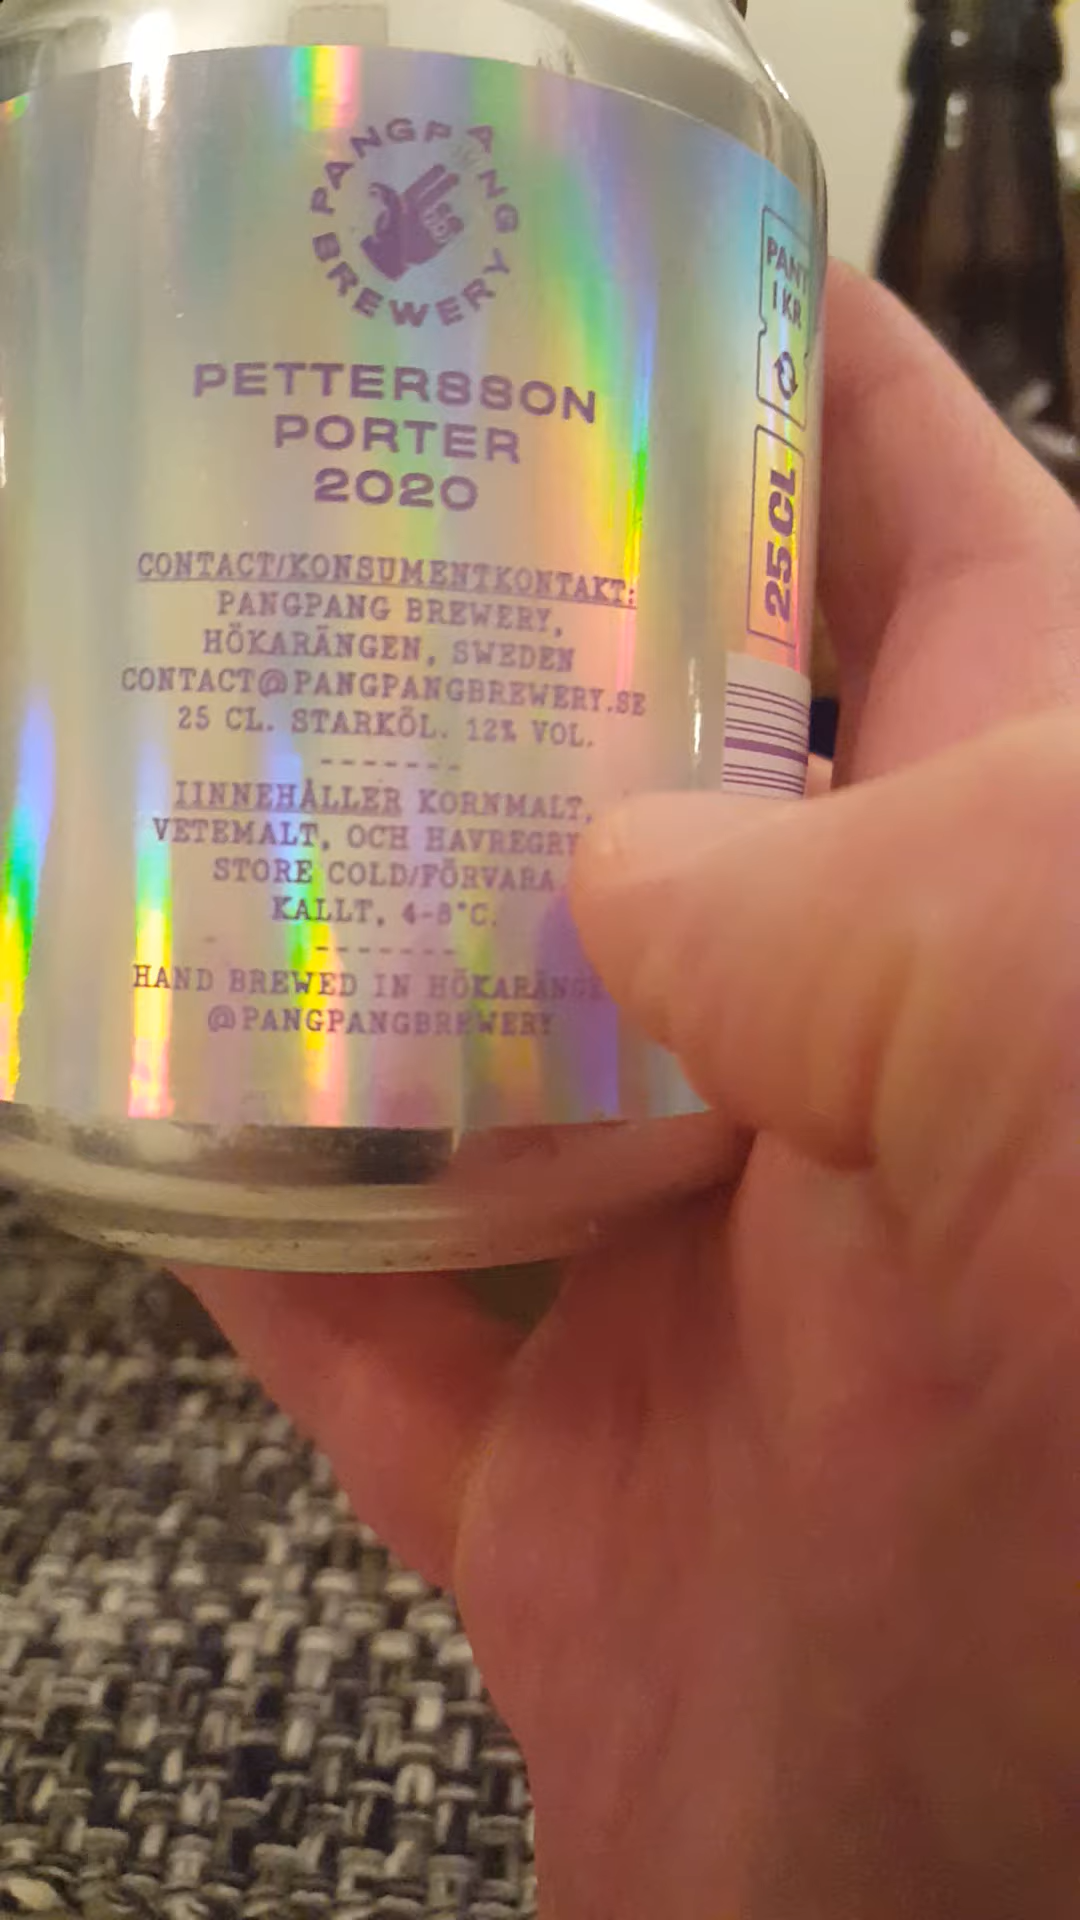 PANGPANG BREWERY
PETTERSSON
PORTER
2020
CONTACT/KONSUMENTKONTAKT:
PANGPANG BREWERY,
HÖKARÄNGEN, SWEDEN
CONTACT@PANGPANGBREWERY.SE
25 CL. STARKÖL. 12% VOL.
-------
IINNEHÅLLER KORNMALT,
VETEMALT, OCH HAVREGRY
STORE COLD/FÖRVARA
KALLT, 4-8°C.
-------
HAND BREWED IN HÖKARÄNGE
@PANGPANGBREWERY
PANT
1 KR
25 CL